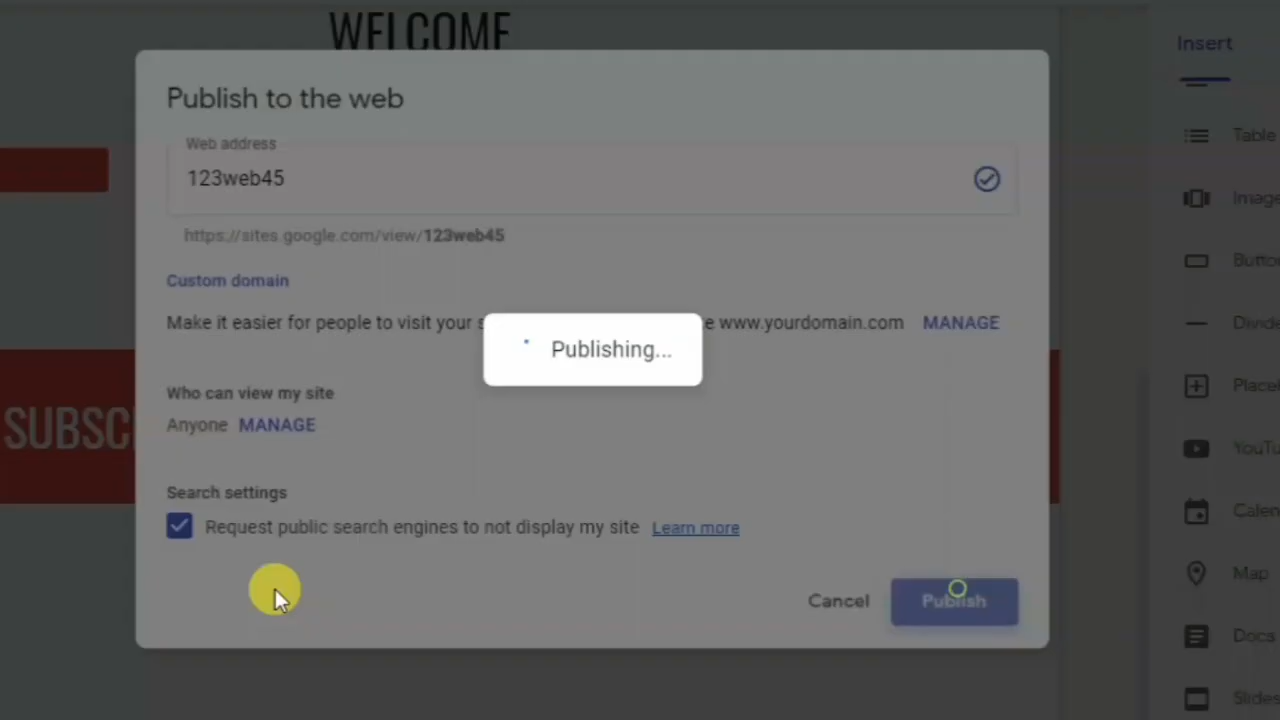 WELCOME
Insert
Publish to the web
Web address
123web45
https://sites.google.com/view/123web45
Custom domain
Make it easier for people to visit your s e www.yourdomain.com MANAGE
Publishing...
Who can view my site
Anyone MANAGE
SUBSC
Search settings
Request public search engines to not display my site Learn more
Cancel Publish
Table
Image
Butto
Divide
Place
YouTu
Calen
Map
Docs
Slides